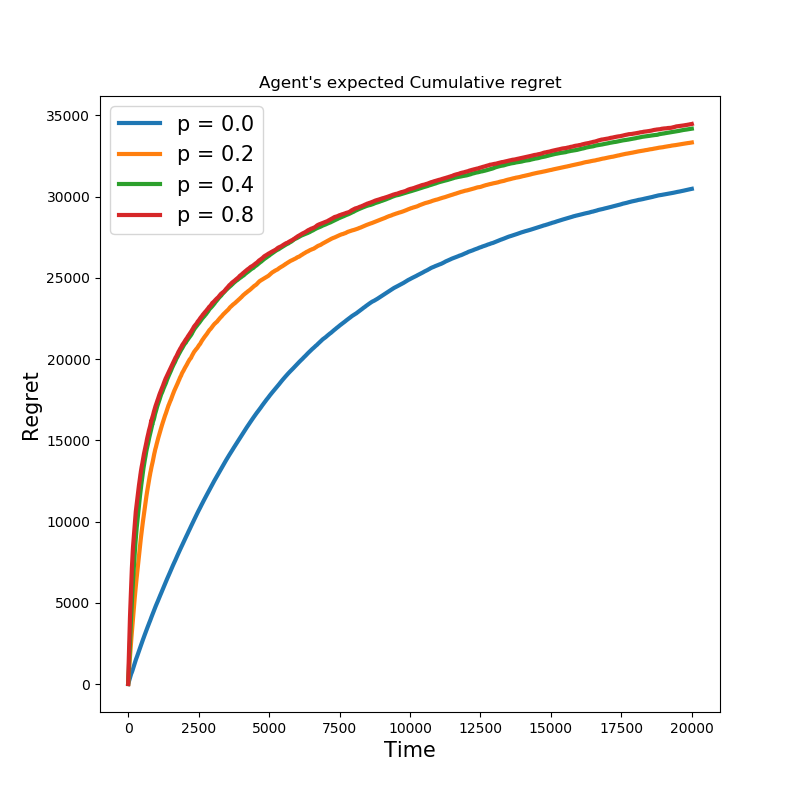 Agent's expected Cumulative regret
p = 0.0
p = 0.2
p = 0.4
p = 0.8
35000
30000
25000
20000
15000
10000
5000
0
Regret
0 2500 5000 7500 10000 12500 15000 17500 20000
Time